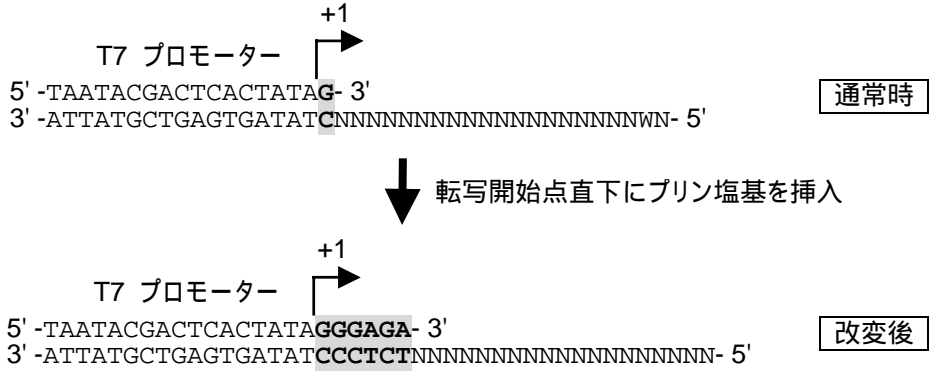 +1
T7 プロモーター
5' -TAATACGACTCACTATAG- 3'
通常時
3' -ATTATGCTGAGTGATATCNNNNNNNNNNNNNNNNNNNWN- 5'
転写開始点直下にプリン塩基を挿入
+1
T7 プロモーター
5' -TAATACGACTCACTATAGGGAGA- 3'
改変後
3' -ATTATGCTGAGTGATATCCCTCTNNNNNNNNNNNNNNNNNNN- 5'